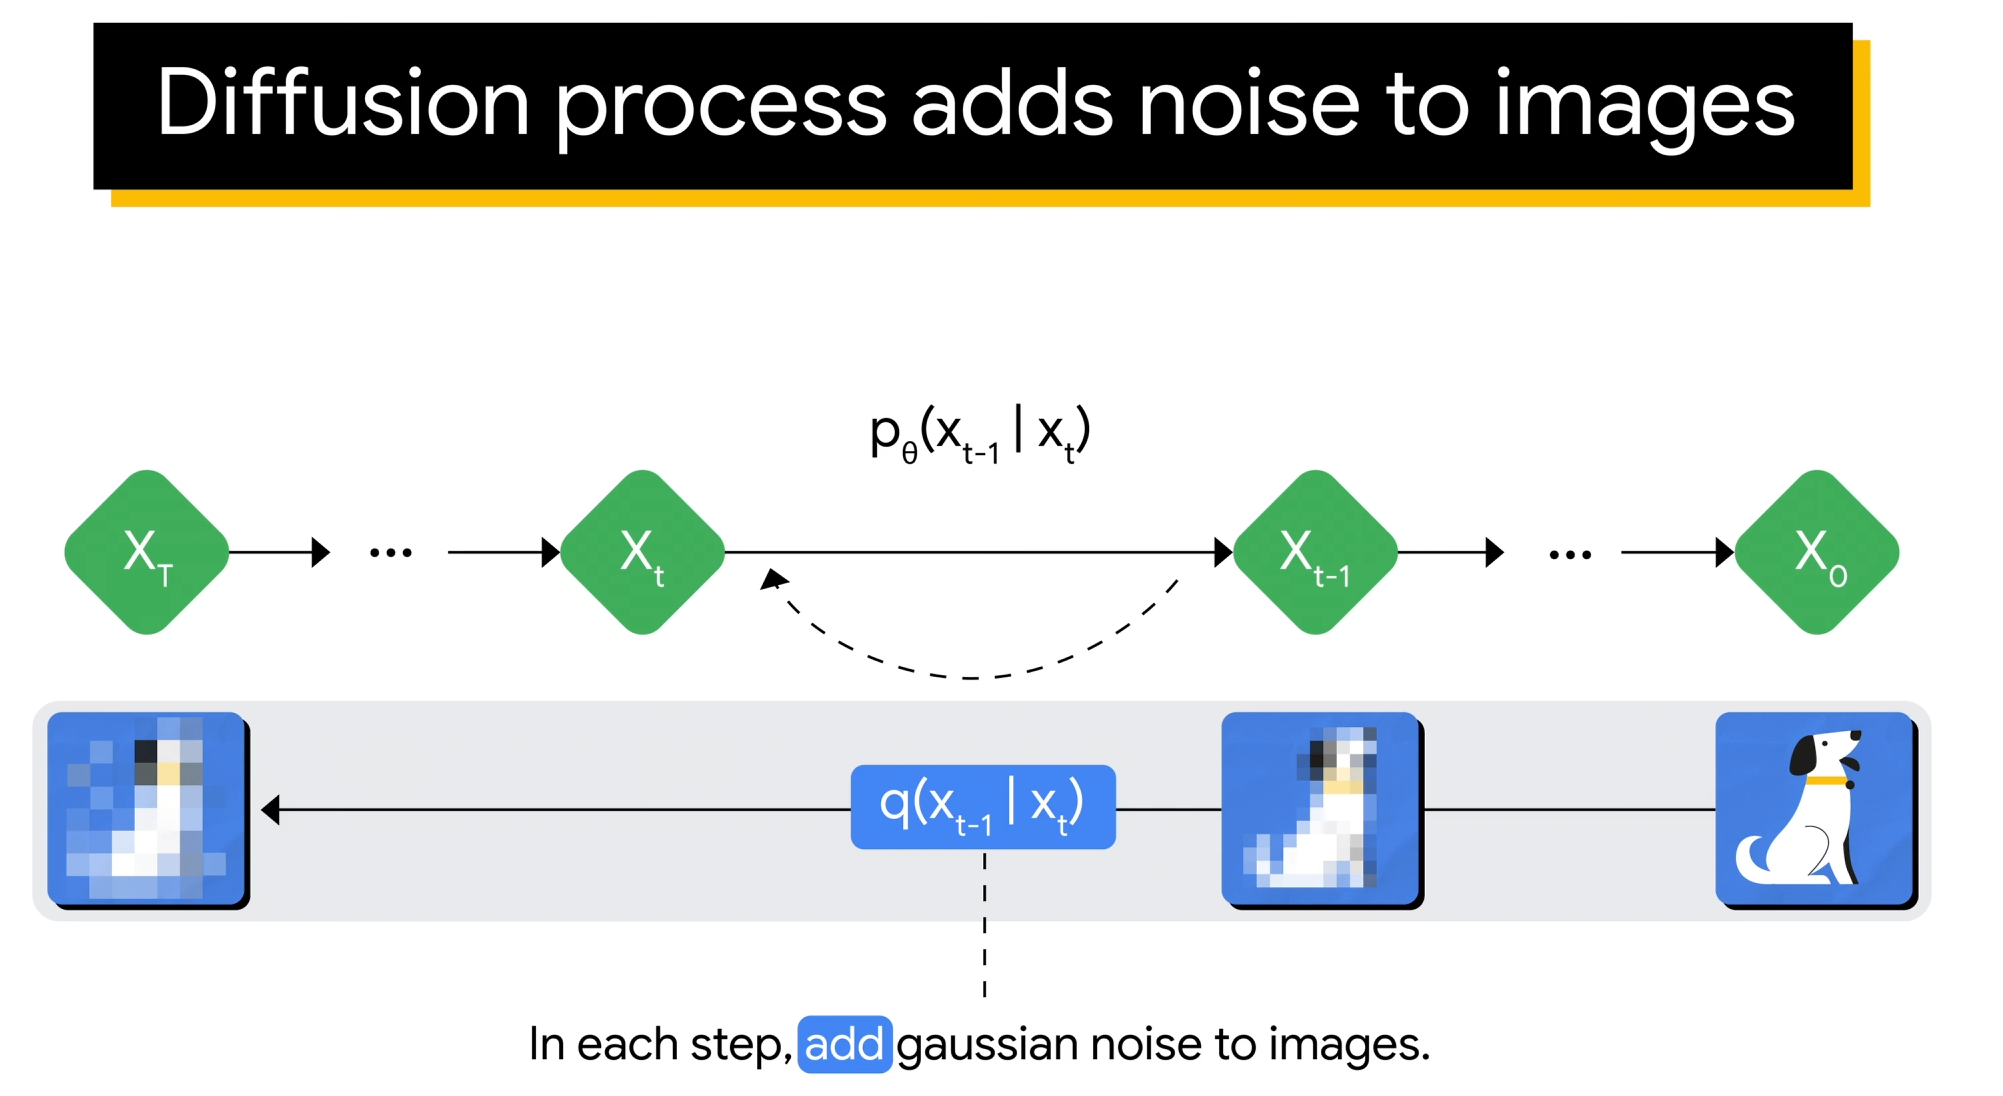 Diffusion process adds noise to images
pθ(xt-1 | xt)
XT ... Xt Xt-1 ... X0
q(xt-1 | xt)
In each step, add gaussian noise to images.